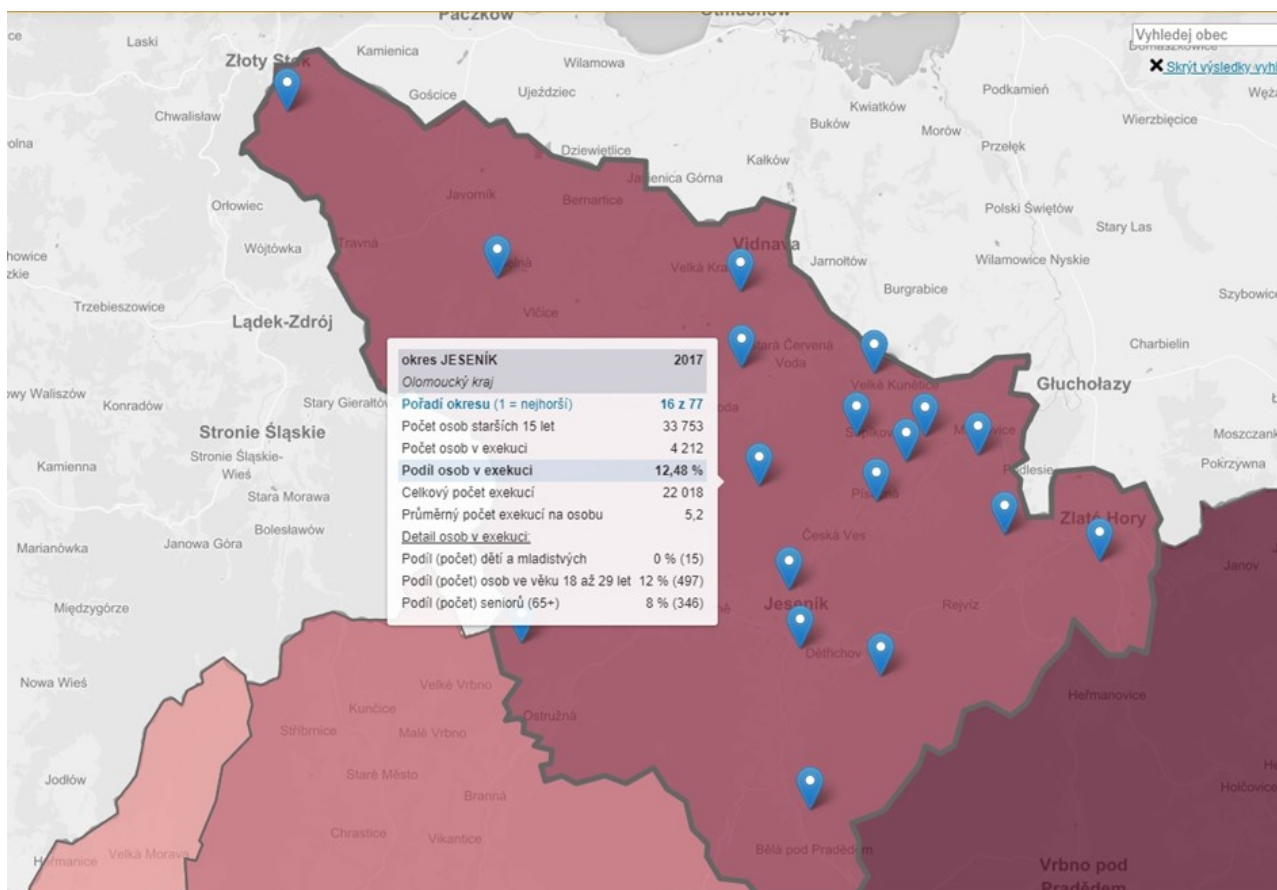 Paczków
Otmuchów
Vyhledej obec
Laski
Złoty Stok
Kamienica
Wilamowa
Domaszkowice
Skrýt výsledky vyhl
Gościce
Ujeździec
Podkamień
Chwalisław
Kwiatków
Wierzbięcice
Buków
Morów
Dziewiętlice
Przełęk
Kałków
Javorník
Bernartice
Orłowiec
Polski Świętów
Stary Las
Travná
Wójtówka
Vidnava
Jarnołtów
Wilamowice Nyskie
Burgrabice
Szybowice
Trzebieszowice
Vlčice
Lądek-Zdrój
Stará Červená
Voda
Charbielin
okres JESENÍK 2017
Olomoucký kraj
Pořadí okresu (1 = nejhorší) 16 z 77
Počet osob starších 15 let 33 753
Počet osob v exekuci 4 212
Podíl osob v exekuci 12,48 %
Celkový počet exekucí 22 018
Průměrný počet exekucí na osobu 5,2
Detail osob v exekuci:
Podíl (počet) dětí a mladistvých 0 % (15)
Podíl (počet) osob ve věku 18 až 29 let 12 % (497)
Podíl (počet) seniorů (65+) 8 % (346)
Velké Kunětice
Głuchołazy
Konradów
Stary Gierałtów
Stronie Śląskie
Stronie Śląskie-
Wieś
Kamienna
Stara Morawa
Bolesławów
Marianówka
Janowa Góra
Moszczanka
Pokrzywna
Podlesie
Písečná
Zlaté Hory
Česká Ves
Janov
Międzygórze
Jeseník
Rejvíz
Dětřichov
Nowa Wieś
Velké Vrbno
Heřmanovice
Kunčice
Ostružná
Stříbrnice
Malé Vrbno
Jodłów
Staré Město
Holčovice
Branná
Chrastice
Vikantice
Heřmanice
Velká Morava
Bělá pod Pradědem
Vrbno pod
Pradědem